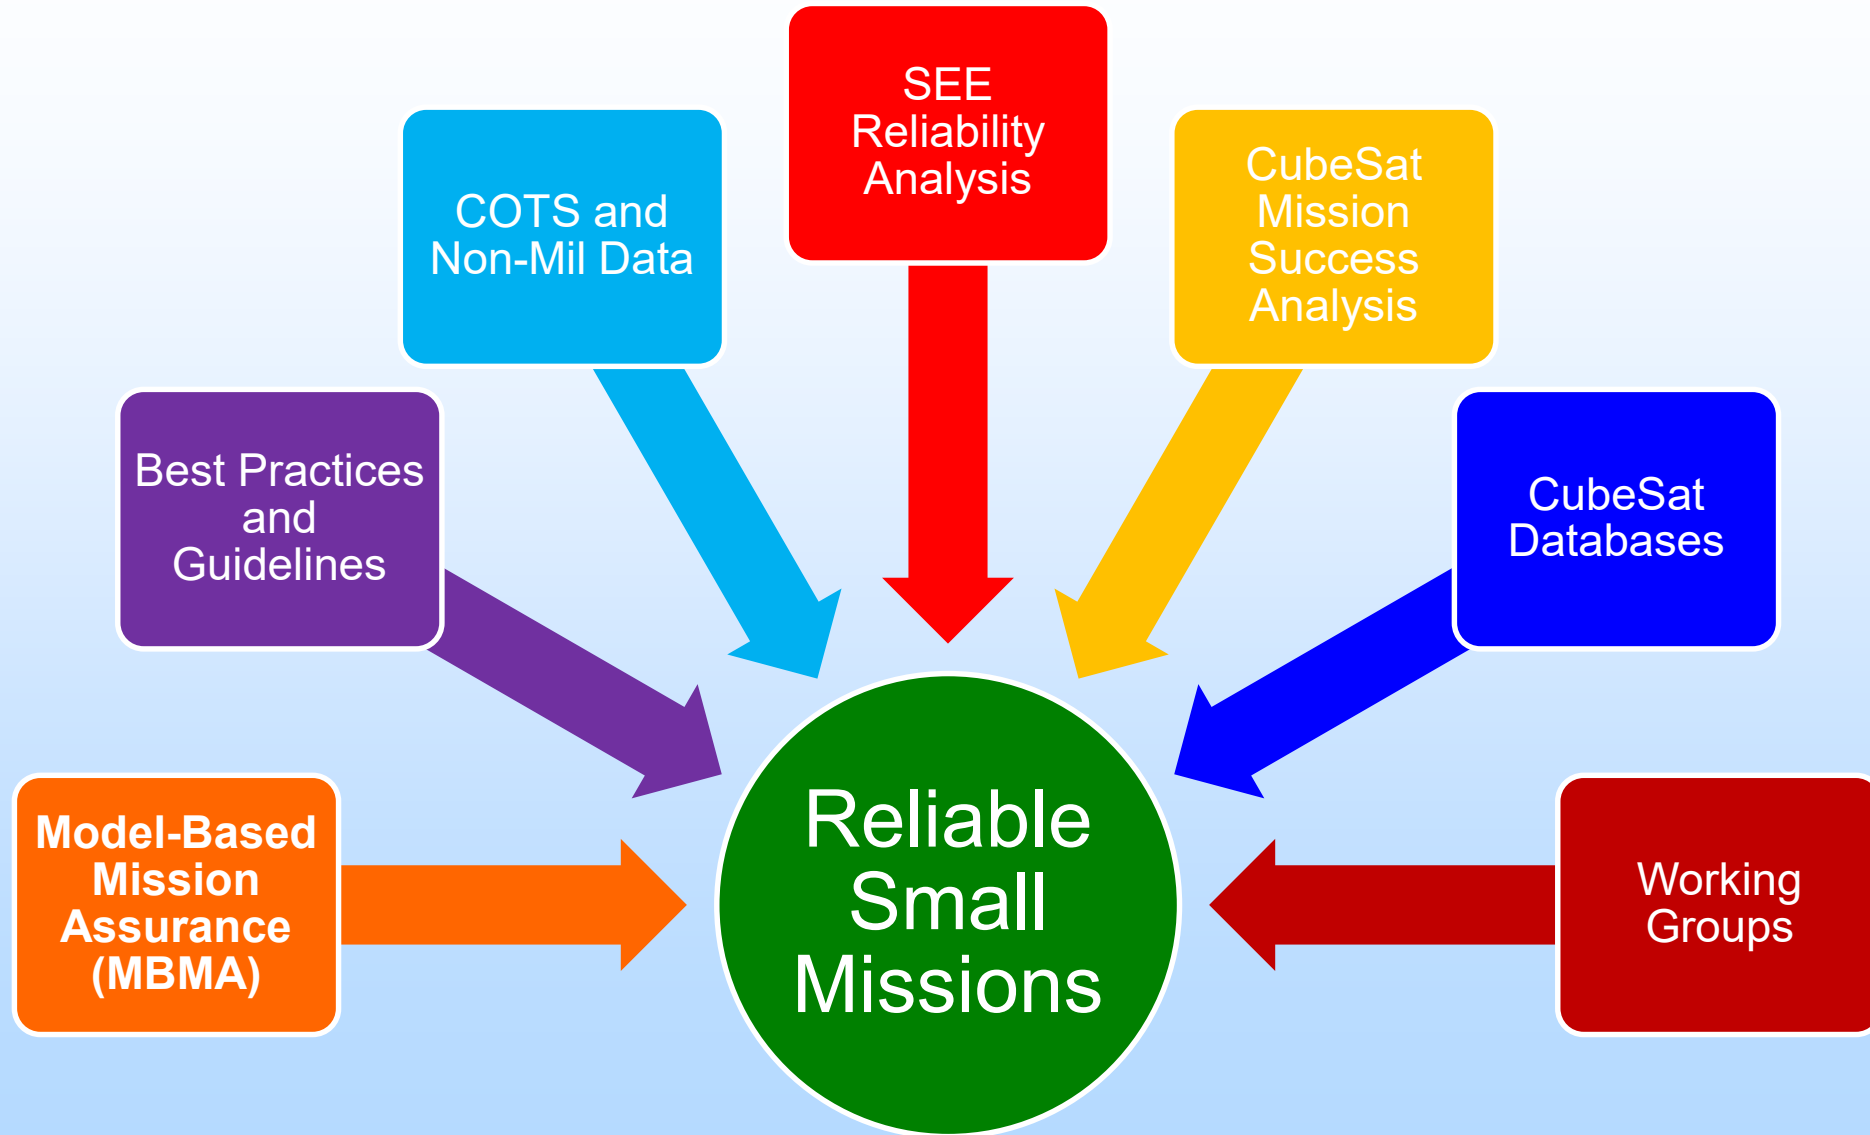 SEE
Reliability
Analysis
COTS and
Non-Mil Data
CubeSat
Mission
Success
Analysis
Best Practices
and
Guidelines
CubeSat
Databases
Model-Based
Mission
Assurance
(MBMA)
Reliable
Small
Missions
Working
Groups